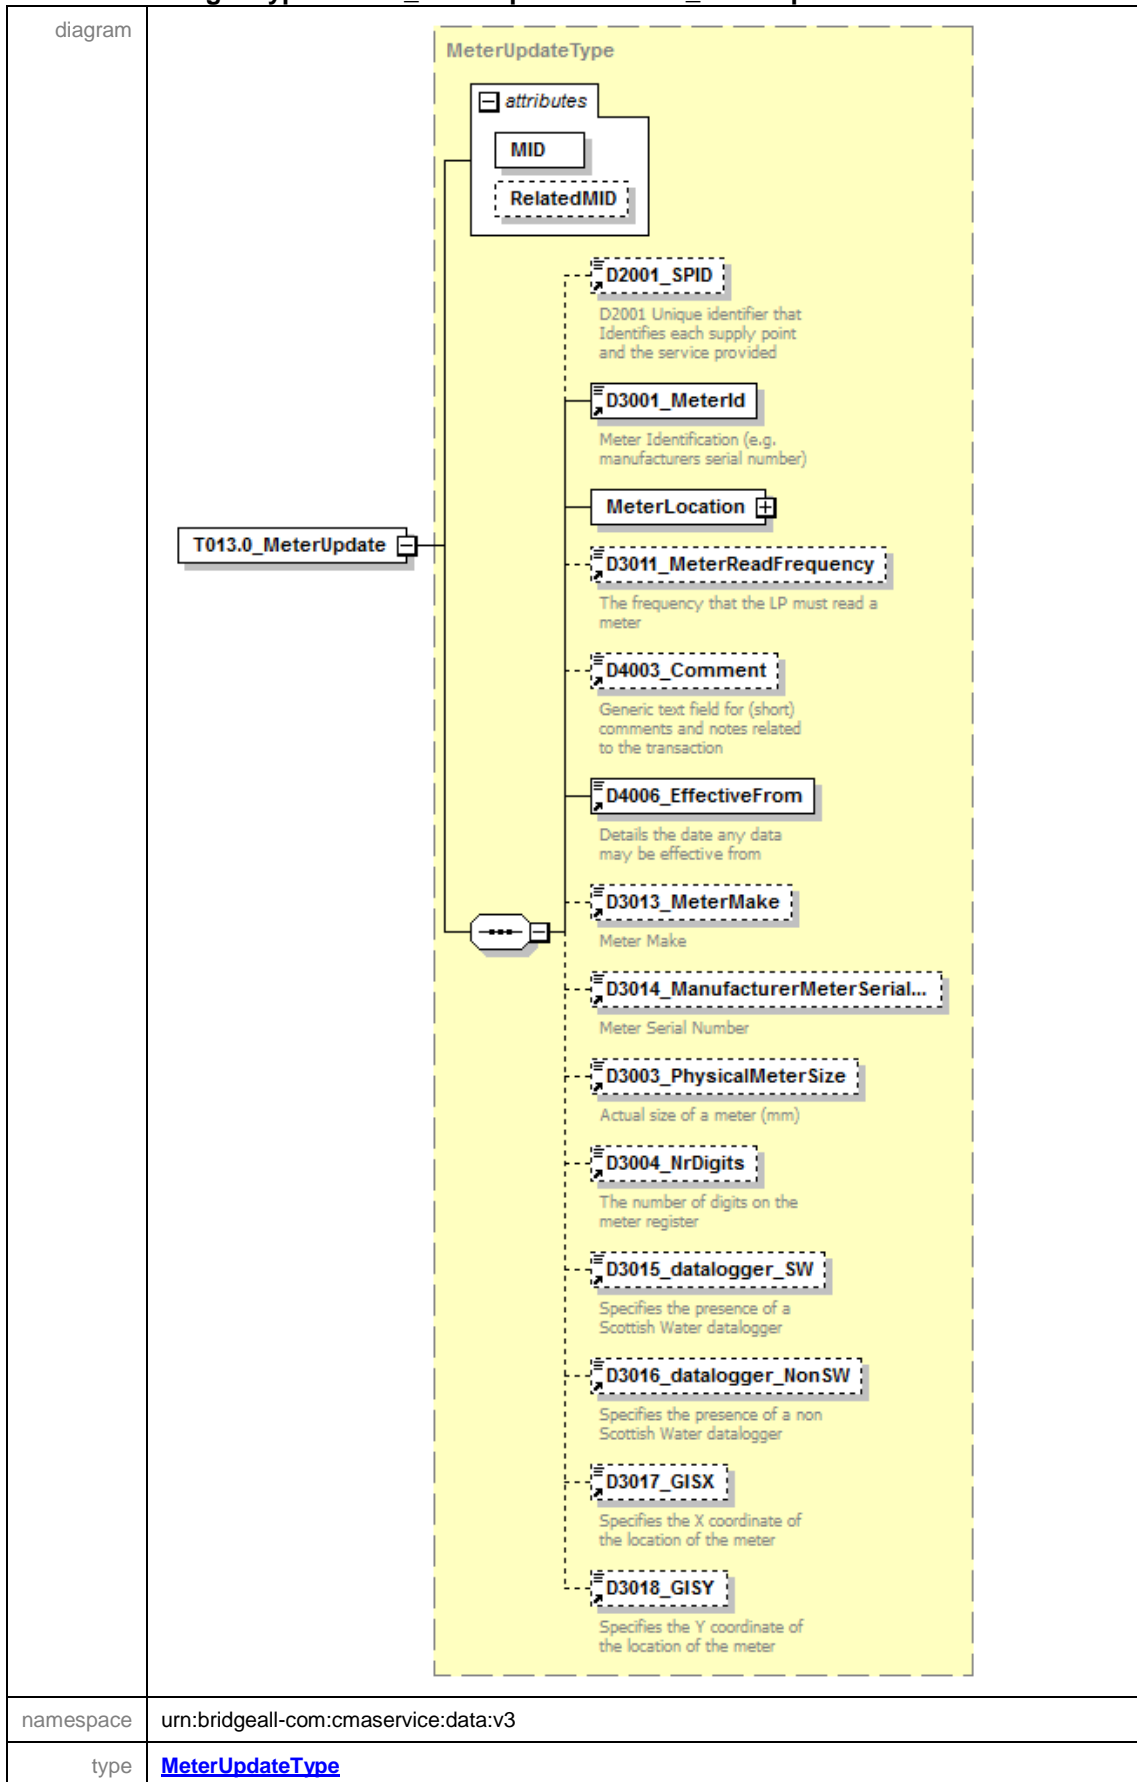 diagram
MeterUpdateType
attributes
MID
RelatedMID
D2001_SPID
D2001 Unique identifier that
Identifies each supply point
and the service provided
D3001_MeterId
Meter Identification (e.g.
manufacturers serial number)
MeterLocation
T013.0_MeterUpdate
D3011_MeterReadFrequency
The frequency that the LP must read a
meter
D4003_Comment
Generic text field for (short)
comments and notes related
to the transaction
D4006_EffectiveFrom
Details the date any data
may be effective from
D3013_MeterMake
Meter Make
D3014_ManufacturerMeterSerial...
Meter Serial Number
D3003_PhysicalMeterSize
Actual size of a meter (mm)
D3004_NrDigits
The number of digits on the
meter register
D3015_datalogger_SW
Specifies the presence of a
Scottish Water datalogger
D3016_datalogger_NonSW
Specifies the presence of a non
Scottish Water datalogger
D3017_GISX
Specifies the X coordinate of
the location of the meter
D3018_GISY
Specifies the Y coordinate of
the location of the meter
namespace urn:bridgeall-com:cmaservice:data:v3
type MeterUpdateType